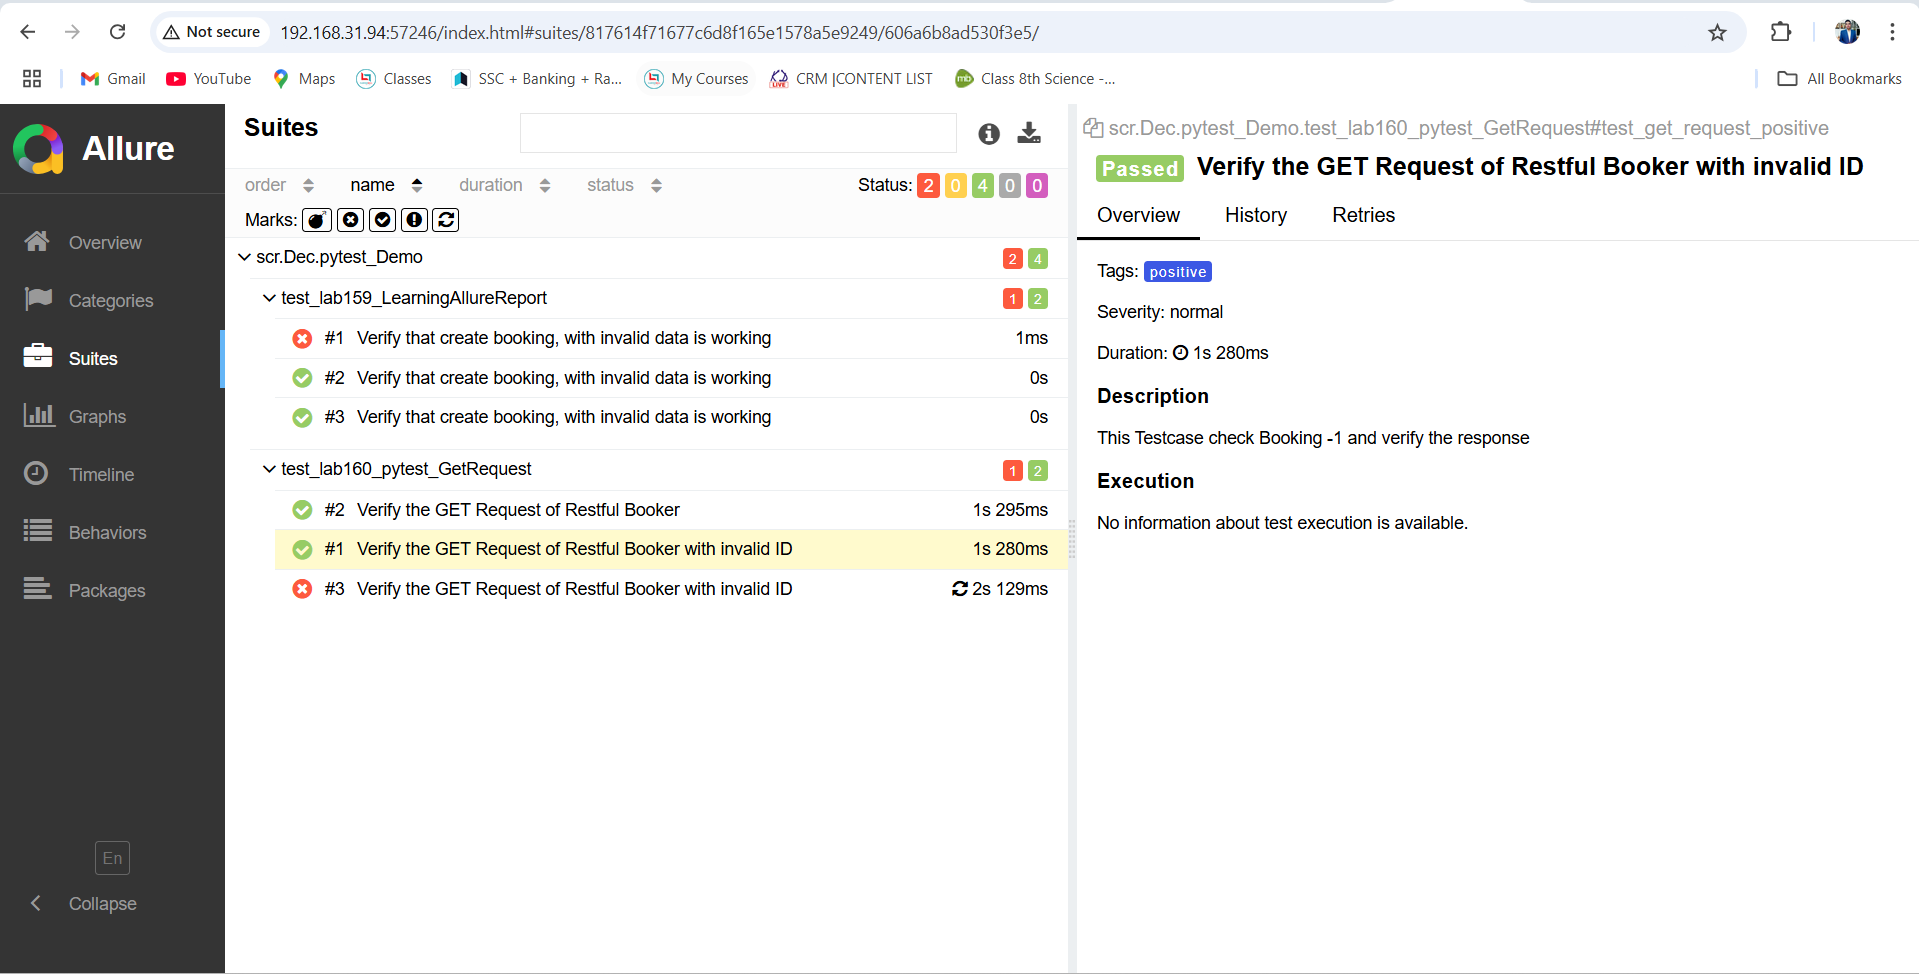 Not secure
192.168.31.94:57246/index.html#suites/817614f71677c6d8f165e1578a5e9249/606a6b8ad530f3e5/
Gmail
YouTube
Maps
Classes
SSC + Banking + Ra...
My Courses
LIVE
CRM |CONTENT LIST
mb
Class 8th Science -...
All Bookmarks
Allure
Overview
Categories
Suites
Graphs
Timeline
Behaviors
Packages
En
Collapse
Suites
order name duration status
Status: 2 0 4 0 0
Marks:
scr.Dec.pytest_Demo 2 4
test_lab159_LearningAllureReport 1 2
#1 Verify that create booking, with invalid data is working 1ms
#2 Verify that create booking, with invalid data is working 0s
#3 Verify that create booking, with invalid data is working 0s
test_lab160_pytest_GetRequest 1 2
#2 Verify the GET Request of Restful Booker 1s 295ms
#1 Verify the GET Request of Restful Booker with invalid ID 1s 280ms
#3 Verify the GET Request of Restful Booker with invalid ID 2s 129ms
scr.Dec.pytest_Demo.test_lab160_pytest_GetRequest#test_get_request_positive
Passed Verify the GET Request of Restful Booker with invalid ID
Overview History Retries
Tags: positive
Severity: normal
Duration: 1s 280ms
Description
This Testcase check Booking -1 and verify the response
Execution
No information about test execution is available.